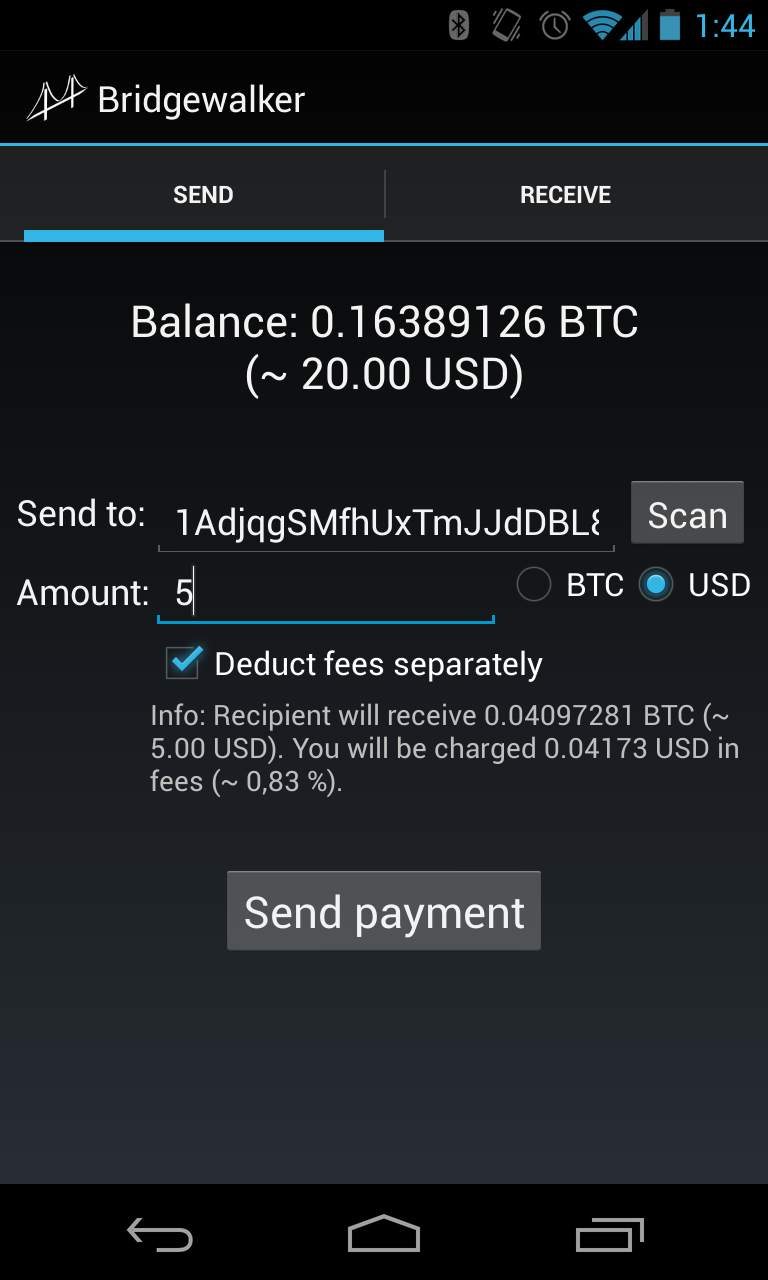 1:44
Bridgewalker
SEND
RECEIVE
Balance: 0.16389126 BTC
(~ 20.00 USD)
Send to:
1AdjqgSMfhUxTmJJdDBL8
Scan
Amount:
5
BTC
USD
Deduct fees separately
Info: Recipient will receive 0.04097281 BTC (~
5.00 USD). You will be charged 0.04173 USD in
fees (~ 0,83 %).
Send payment